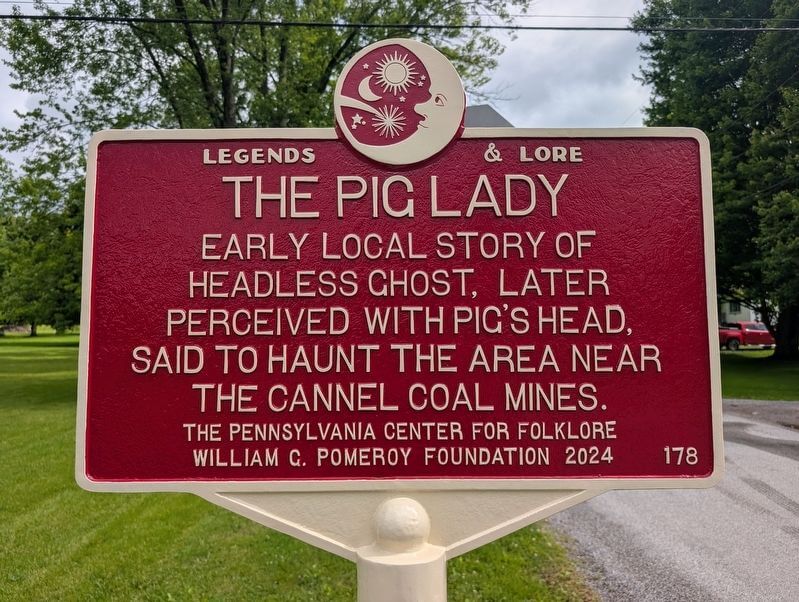 LEGENDS & LORE
THE PIG LADY
EARLY LOCAL STORY OF
HEADLESS GHOST, LATER
PERCEIVED WITH PIG'S HEAD,
SAID TO HAUNT THE AREA NEAR
THE CANNEL COAL MINES.
THE PENNSYLVANIA CENTER FOR FOLKLORE
WILLIAM G. POMEROY FOUNDATION 2024 178